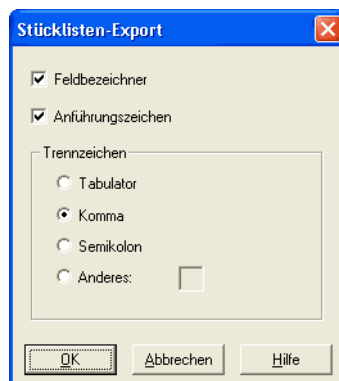 Stücklisten-Export
Feldbezeichner
Anführungszeichen
Trennzeichen
Tabulator
Komma
Semikolon
Anderes:
OK Abbrechen Hilfe